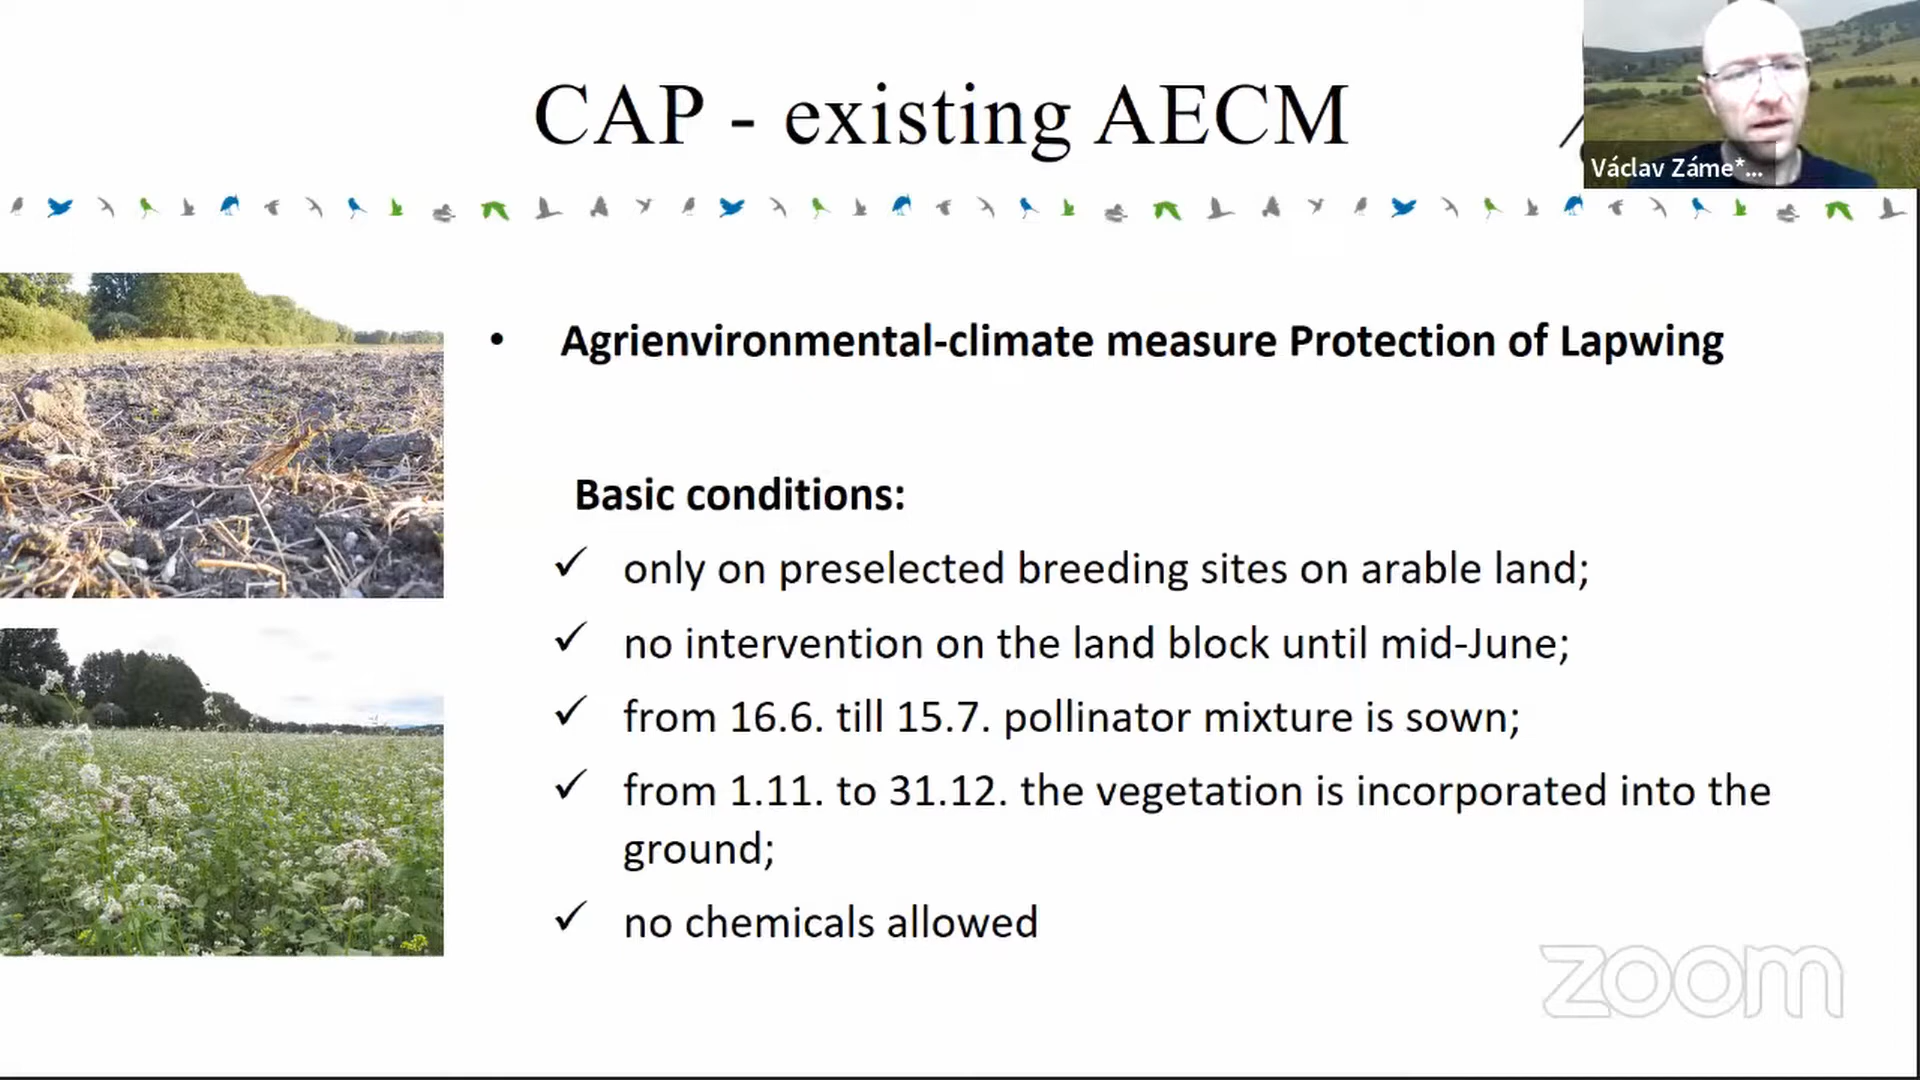 CAP - existing AECM
Václav Záme*...
• Agrienvironmental-climate measure Protection of Lapwing
Basic conditions:
✓ only on preselected breeding sites on arable land;
✓ no intervention on the land block until mid-June;
✓ from 16.6. till 15.7. pollinator mixture is sown;
✓ from 1.11. to 31.12. the vegetation is incorporated into the
ground;
✓ no chemicals allowed
zoom